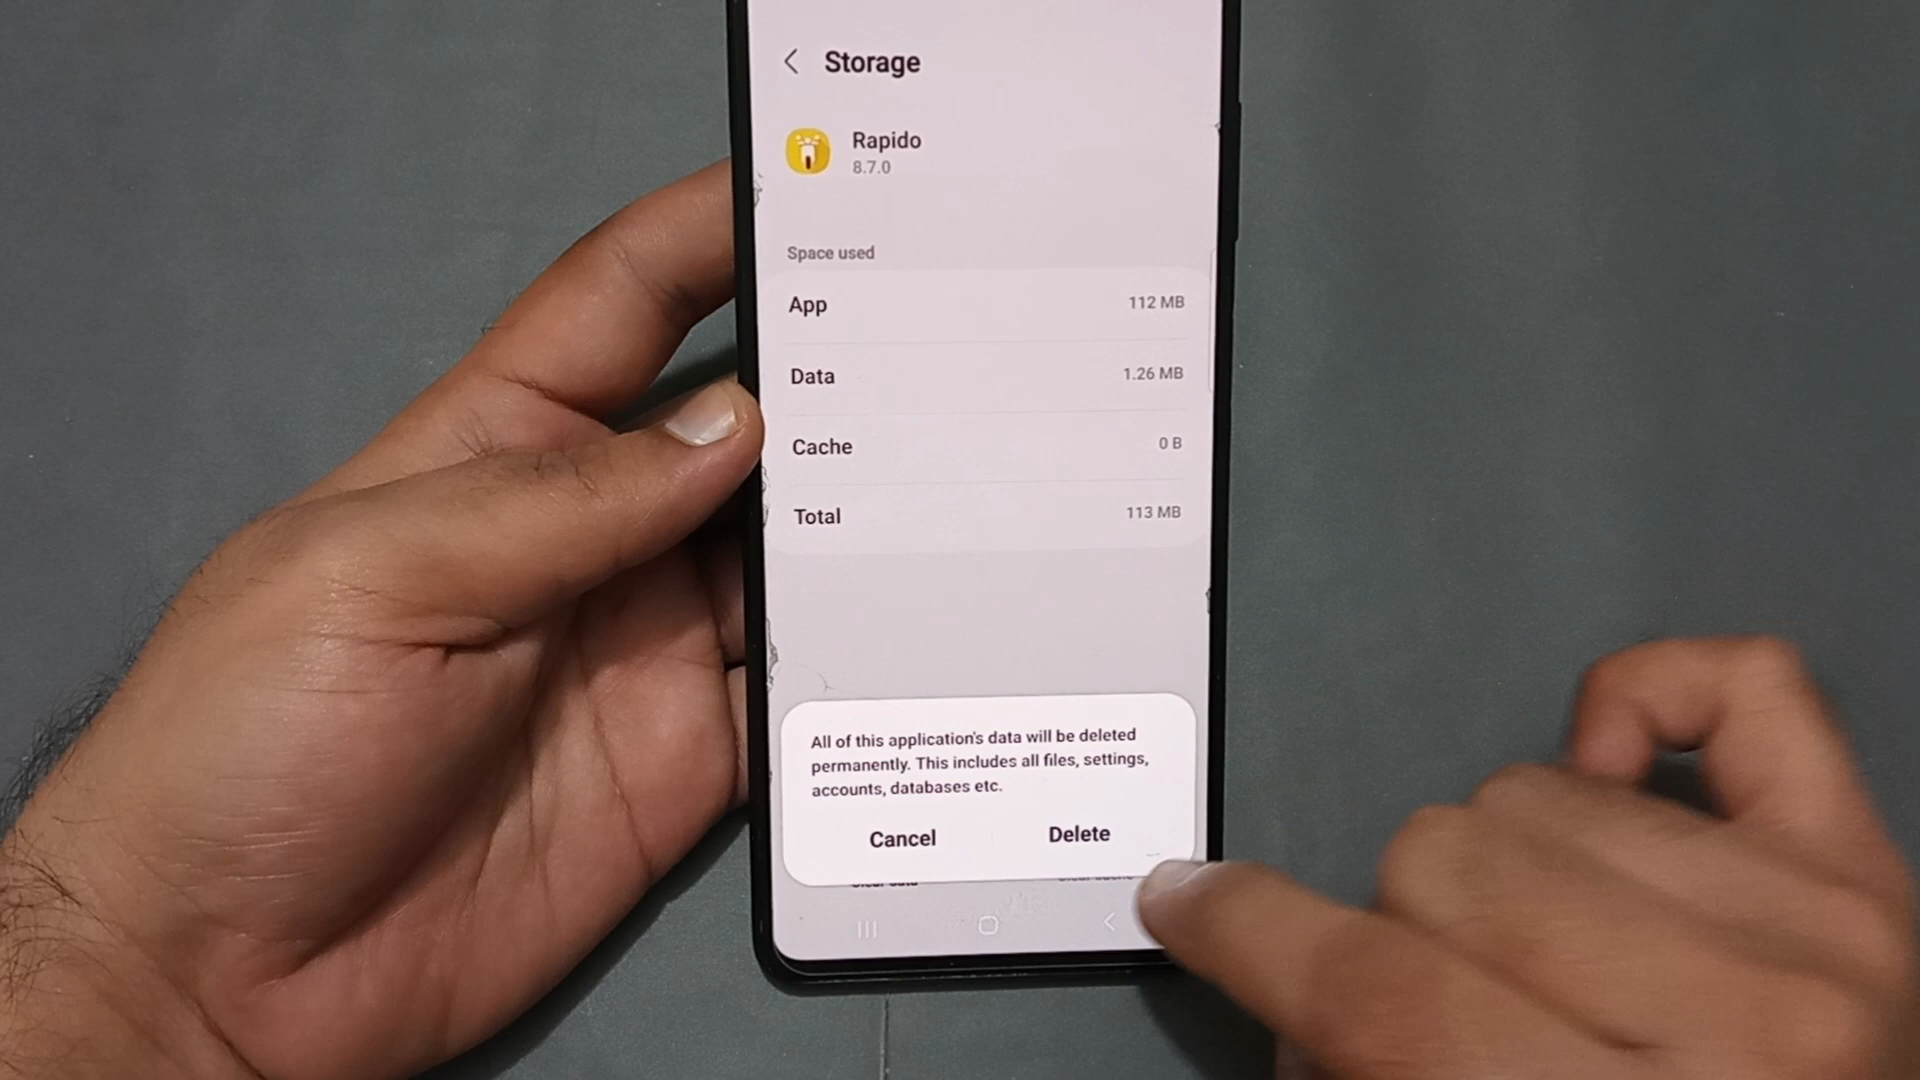 Storage
Rapido
8.7.0
Space used
App 112 MB
Data 1.26 MB
Cache 0 B
Total 113 MB
All of this application's data will be deleted
permanently. This includes all files, settings,
accounts, databases etc.
Cancel Delete